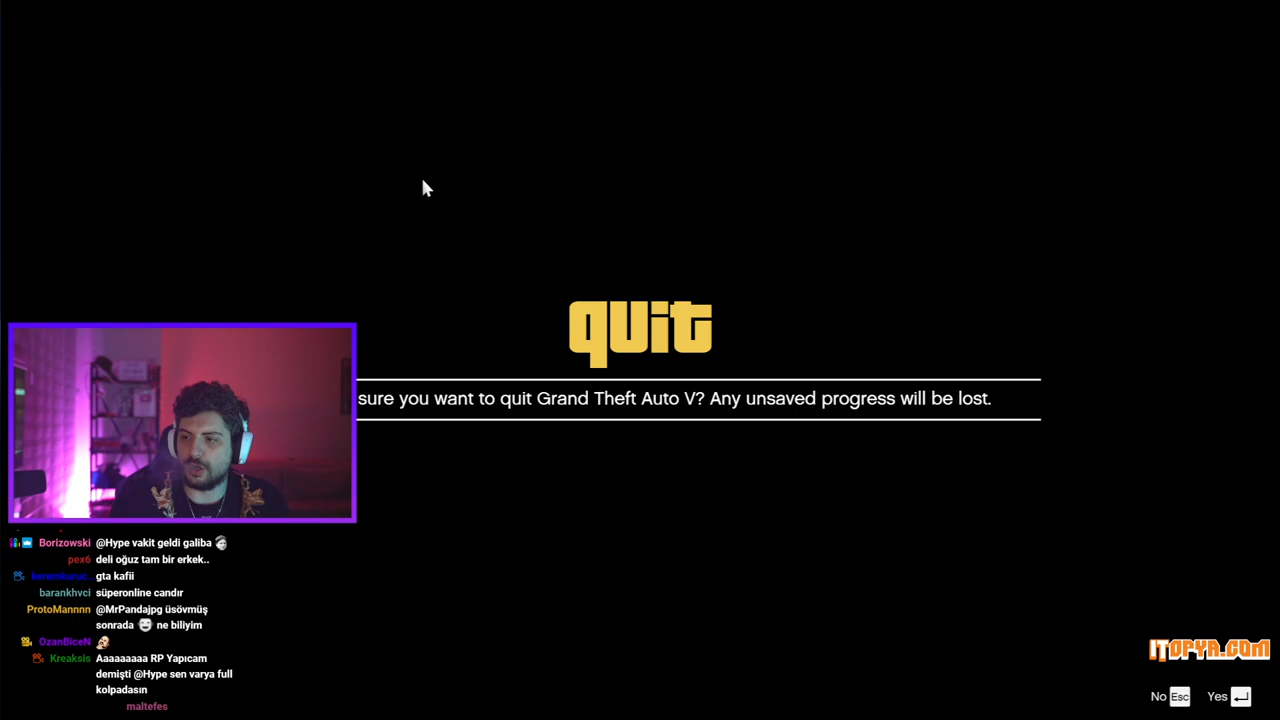 quit
sure you want to quit Grand Theft Auto V? Any unsaved progress will be lost.
Borizowski @Hype vakit geldi galiba
pex6 deli oğuz tam bir erkek..
gta kafii
barankhvci süperonline candır
ProtoMannnn @MrPandajpg üsövmüş
sonrada ne biliyim
OzanBiceN
Kreaksis Aaaaaaaaa RP Yapıcam
demişti @Hype sen varya full
kolpadasın
maltefes
ITOPYA.COM
No Esc Yes